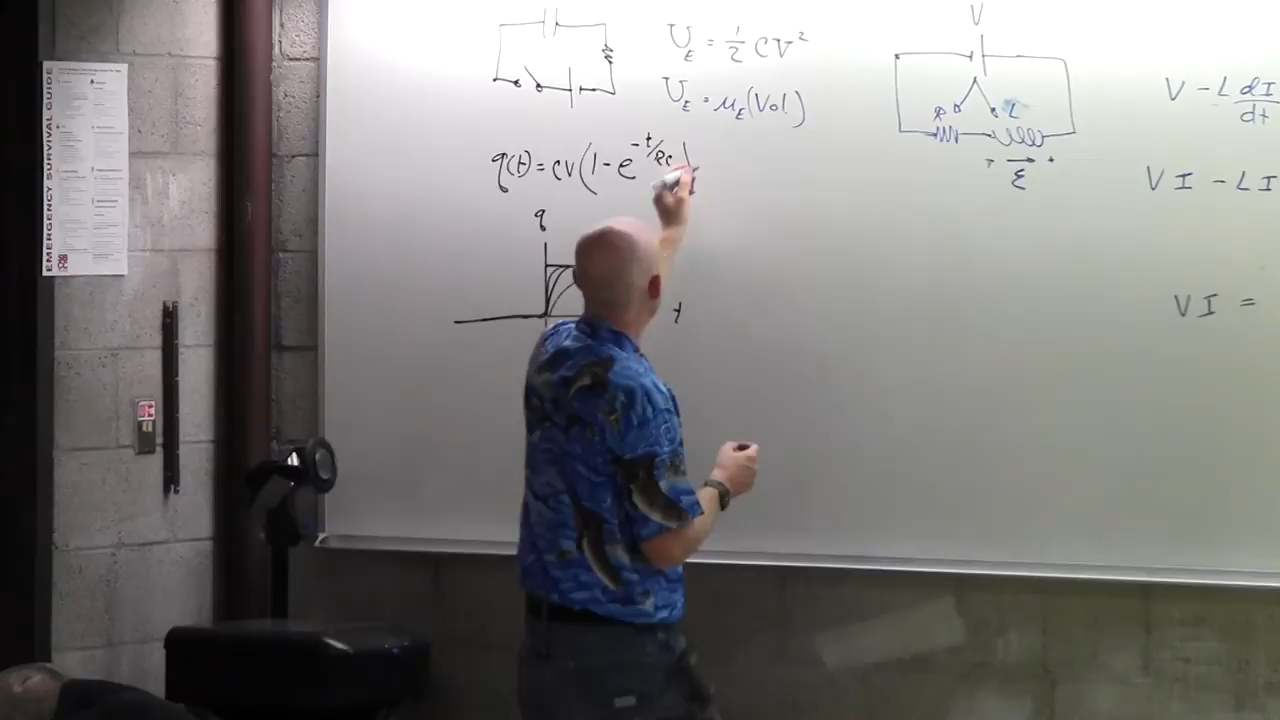 EMERGENCY SURVIVAL GUIDE
U_E = 1/2 CV²
U_E = u_E (Vol)
q(t) = CV(1 - e^{-t/RC})
q
t
V
R
L
ε
V - L dI/dt
VI - LI
VI =